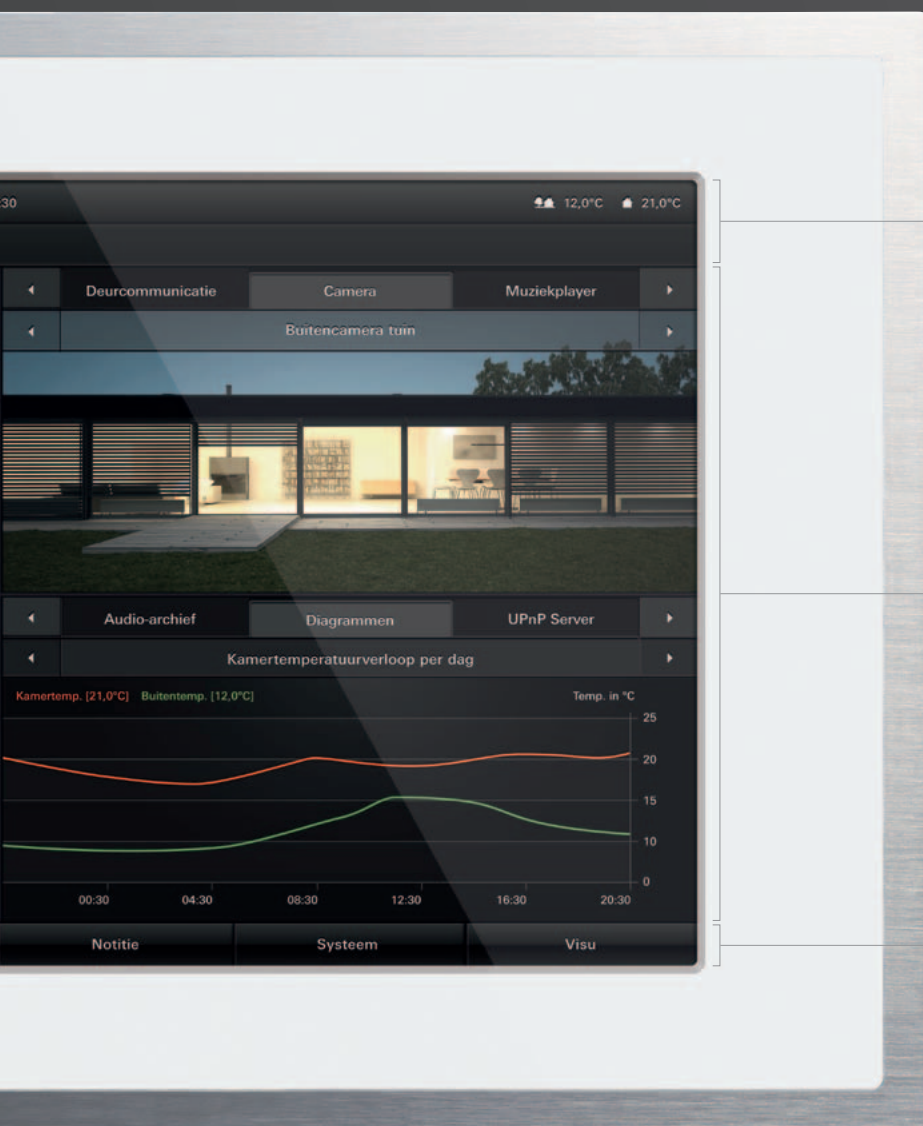 :30 12,0°C 21,0°C
Deurcommunicatie Camera Muziekplayer
Buitencamera tuin
Audio-archief Diagrammen UPnP Server
Kamertemperatuurverloop per dag
Kamertemp. [21,0°C] Buitentemp. [12,0°C] Temp. in °C
25
20
15
10
0
00:30 04:30 08:30 12:30 16:30 20:30
Notitie Systeem Visu